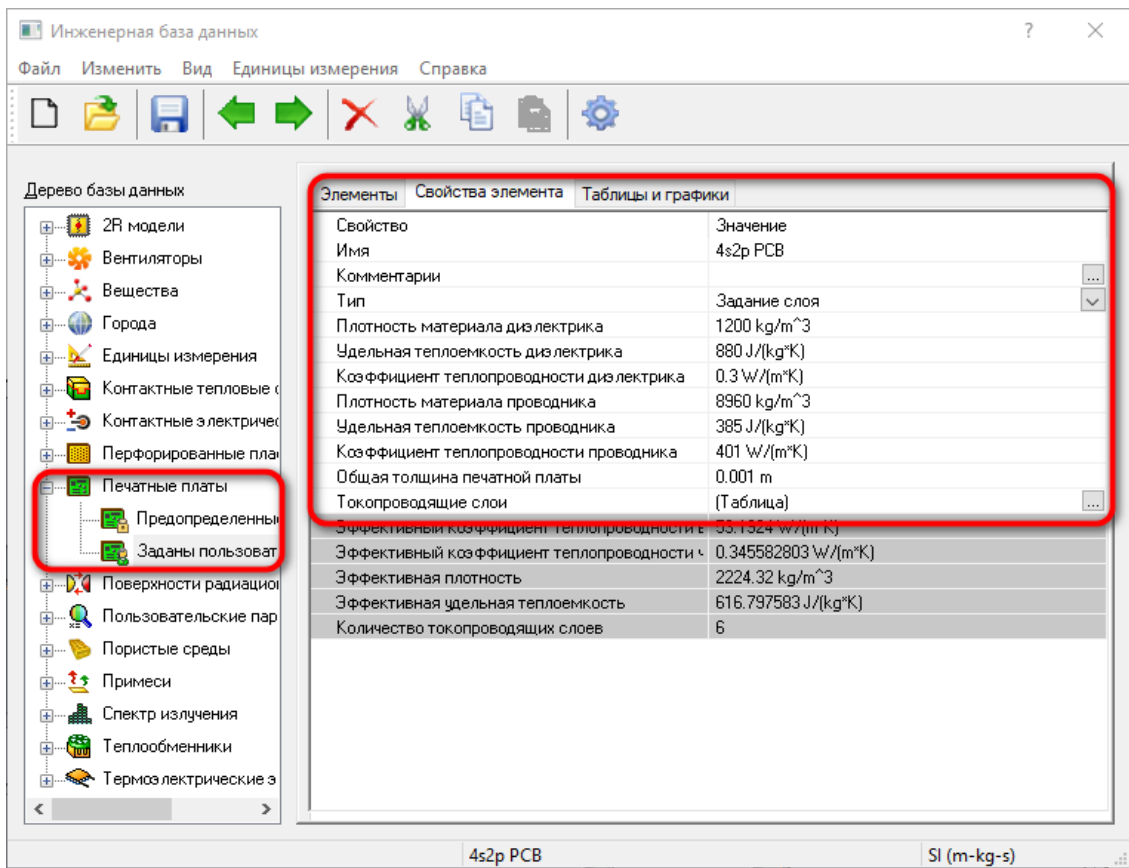 Инженерная база данных ?
Файл Изменить Вид Единицы измерения Справка
Дерево базы данных
2R модели
Вентиляторы
Вещества
Города
Единицы измерения
Контактные тепловые
Контактные
Перфорированные
Печатные платы
Предопределенны
Заданы пользоват
Поверхности радиацион
Пользовательские пар
Пористые среды
Примеси
Спектр излучения
Теплообменники
Термоэлектрические э
Элементы Свойства элемента Таблицы и графики
Свойство Значение
Имя 4s2p PCB
Комментарии ...
Тип Задание слоя
Плотность материала диэлектрика 1200 kg/m^3
Удельная теплоемкость диэлектрика 880 J/(kg*K)
Коэффициент теплопроводности диэлектрика 0.3 W/(m*K)
Плотность материала проводника 8960 kg/m^3
Удельная теплоемкость проводника 385 J/(kg*K)
Коэффициент теплопроводности проводника 401 W/(m*K)
Общая толщина печатной платы 0.001 m
Токопроводящие слои (Таблица) ...
Эффективный коэффициент теплопроводности в 53.1924 W/(m*K)
Эффективный коэффициент теплопроводности ч 0.345582803 W/(m*K)
Эффективная плотность 2224.32 kg/m^3
Эффективная удельная теплоемкость 616.797583 J/(kg*K)
Количество токопроводящих слоев 6
4s2p PCB SI (m-kg-s)